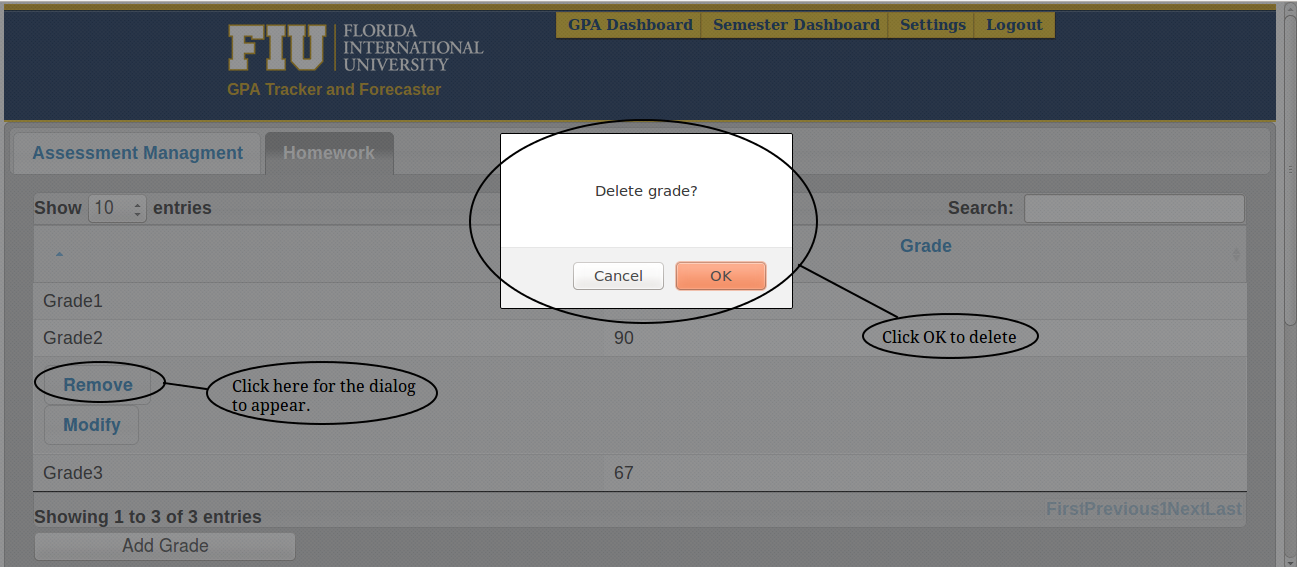 GPA Dashboard Semester Dashboard Settings Logout
FIU FLORIDA
INTERNATIONAL
UNIVERSITY
GPA Tracker and Forecaster
Assessment Managment Homework
Delete grade?
Show 10 entries Search:
Grade
Cancel OK
Grade1
Grade2 90
Click OK to delete
Remove
Click here for the dialog
to appear.
Modify
Grade3 67
FirstPrevious1NextLast
Showing 1 to 3 of 3 entries
Add Grade